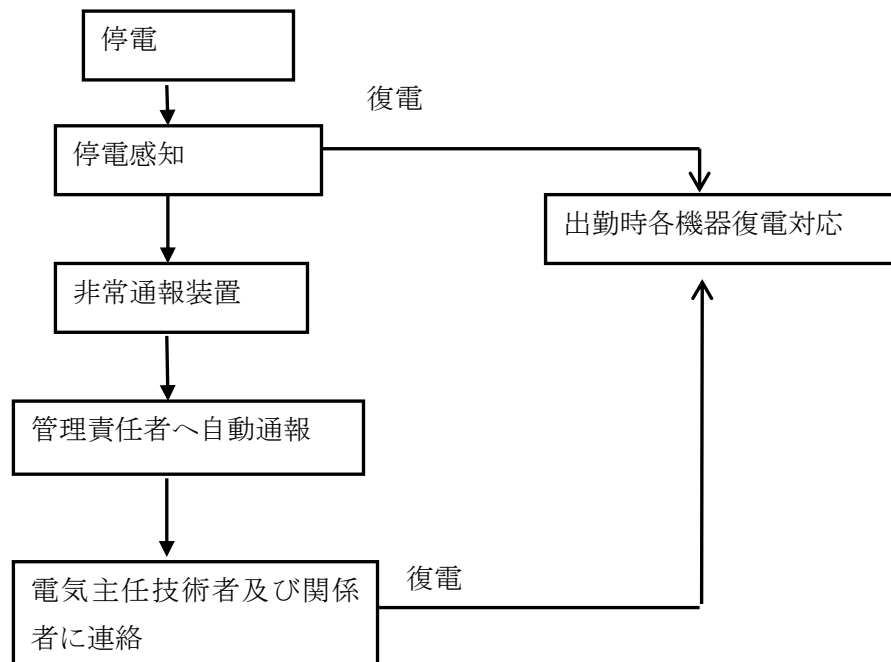 停電
復電
停電感知
出勤時各機器復電対応
非常通報装置
管理責任者へ自動通報
電気主任技術者及び関係
者に連絡
復電